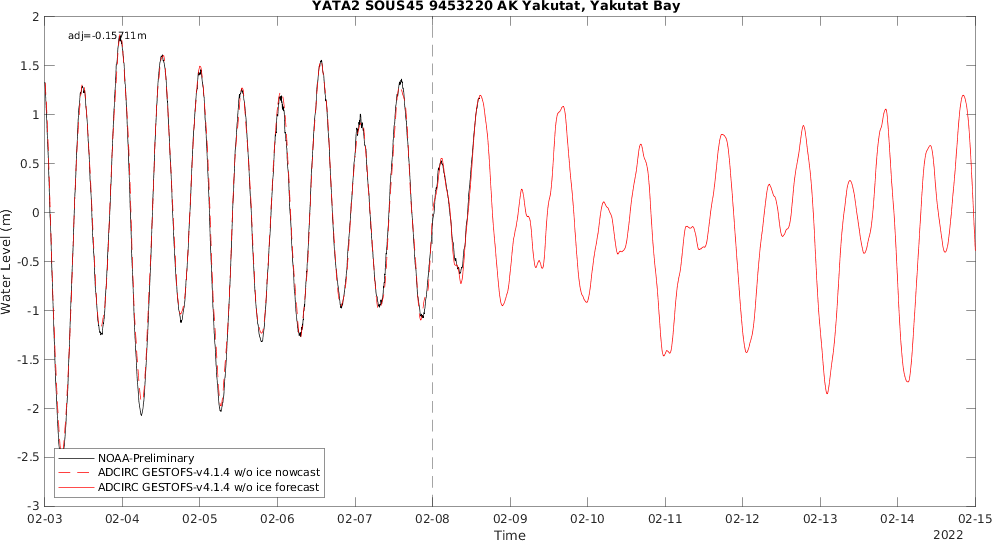 YATA2 SOUS45 9453220 AK Yakutat, Yakutat Bay
adj=-0.15711m
2
1.5
1
0.5
0
-0.5
-1
-1.5
-2
-2.5
-3
Water Level (m)
NOAA-Preliminary
ADCIRC GESTOFS-v4.1.4 w/o ice nowcast
ADCIRC GESTOFS-v4.1.4 w/o ice forecast
02-03 02-04 02-05 02-06 02-07 02-08 02-09 02-10 02-11 02-12 02-13 02-14 02-15
Time
2022